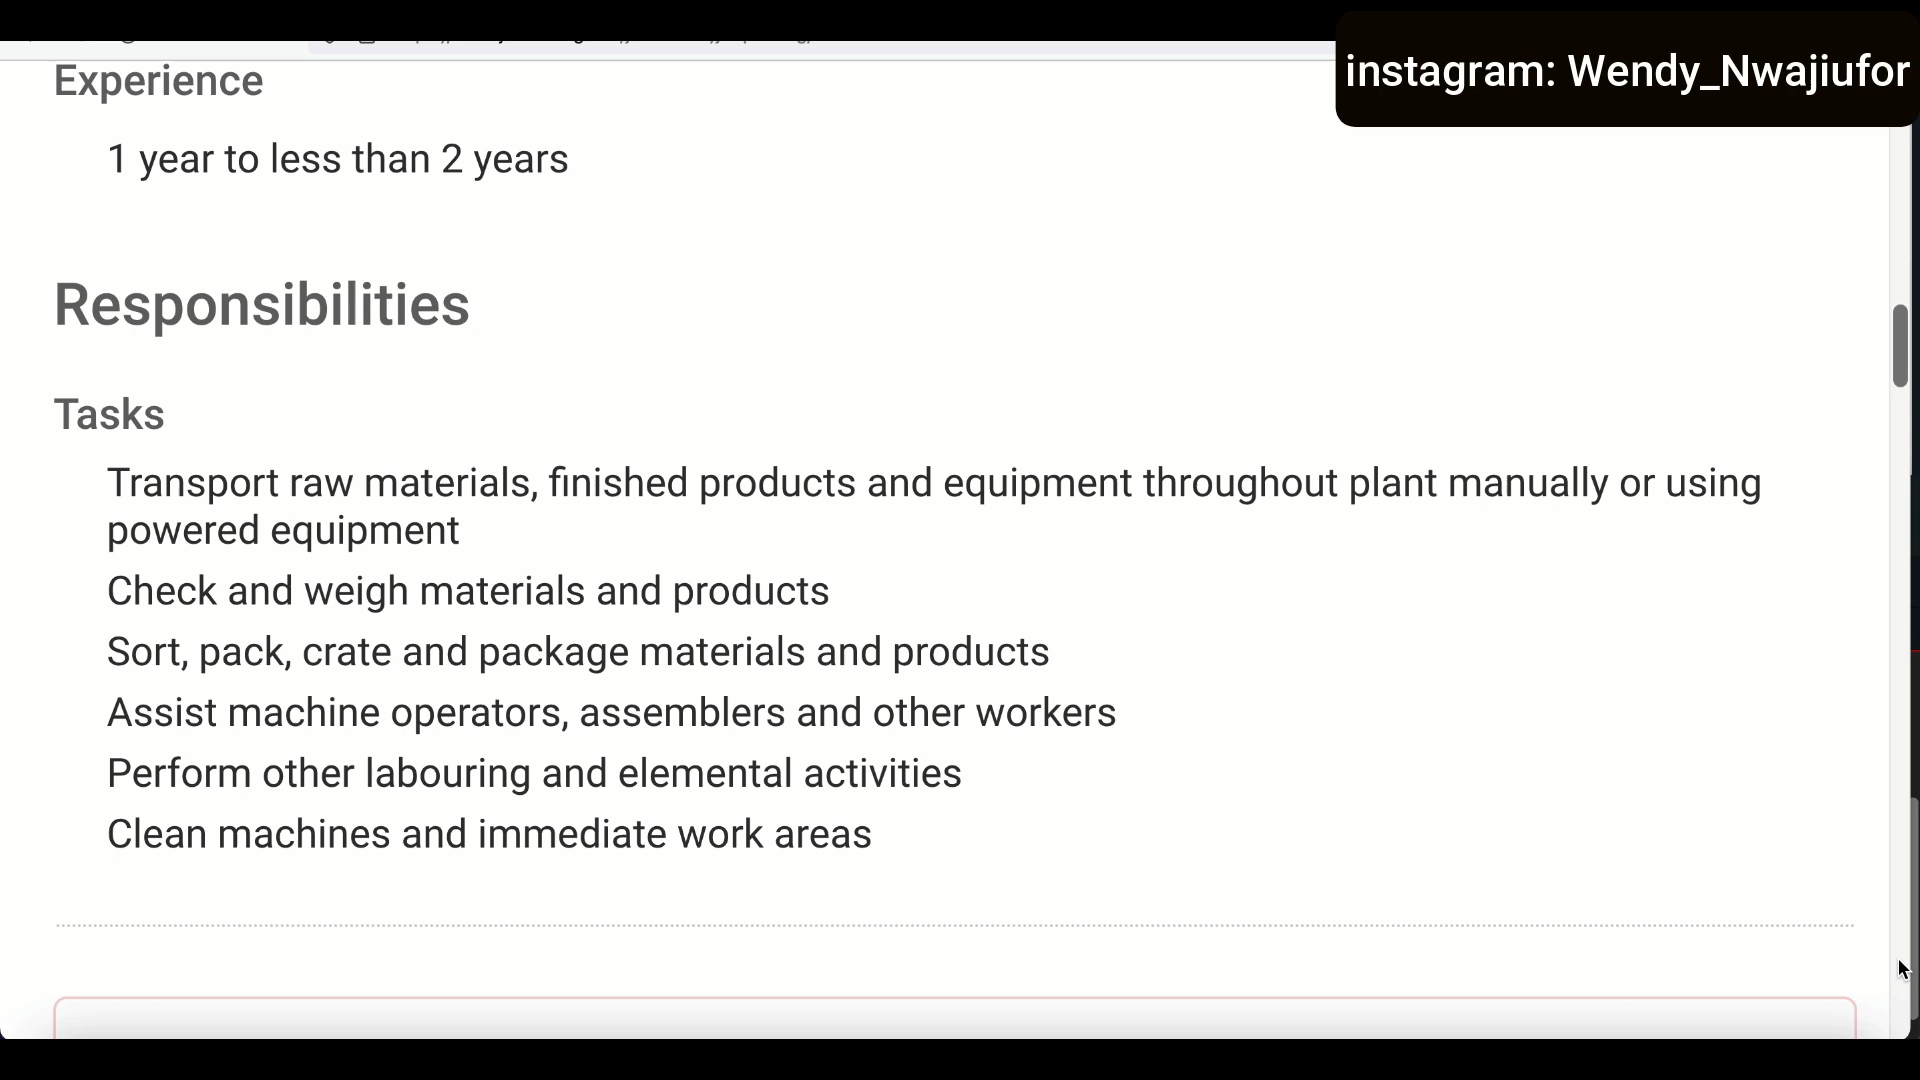 instagram: Wendy_Nwajiufor
Experience
1 year to less than 2 years
Responsibilities
Tasks
Transport raw materials, finished products and equipment throughout plant manually or using
powered equipment
Check and weigh materials and products
Sort, pack, crate and package materials and products
Assist machine operators, assemblers and other workers
Perform other labouring and elemental activities
Clean machines and immediate work areas